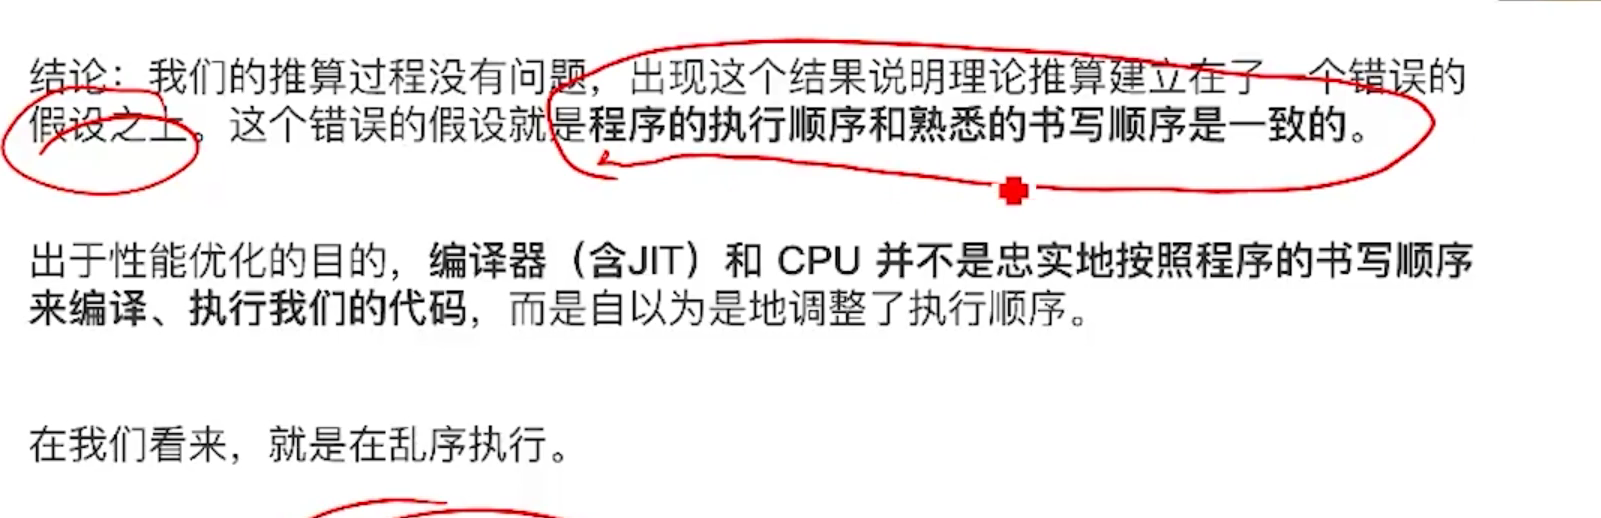 结论：我们的推算过程没有问题，出现这个结果说明理论推算建立在了一个错误的
假设之上。这个错误的假设就是程序的执行顺序和熟悉的书写顺序是一致的。
出于性能优化的目的，编译器（含JIT）和 CPU 并不是忠实地按照程序的书写顺序
来编译、执行我们的代码，而是自以为是地调整了执行顺序。
在我们看来，就是在乱序执行。